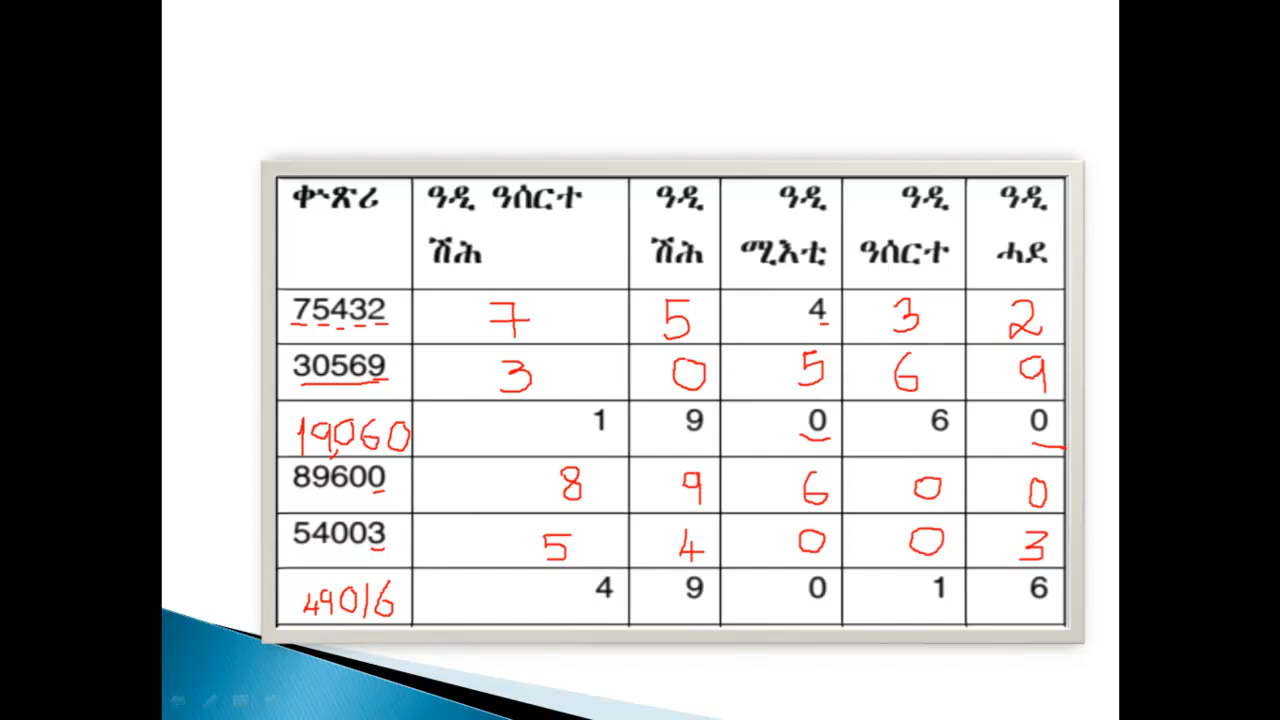 ቍጽሪ ዓዲ ዓሰርተ ሽሕ ዓዲ ሽሕ ዓዲ ሚእቲ ዓዲ ዓሰርተ ዓዲ ሓደ
75432 7 5 4 3 2
30569 3 0 5 6 9
19,060 1 9 0 6 0
89600 8 9 6 0 0
54003 5 4 0 0 3
49016 4 9 0 1 6